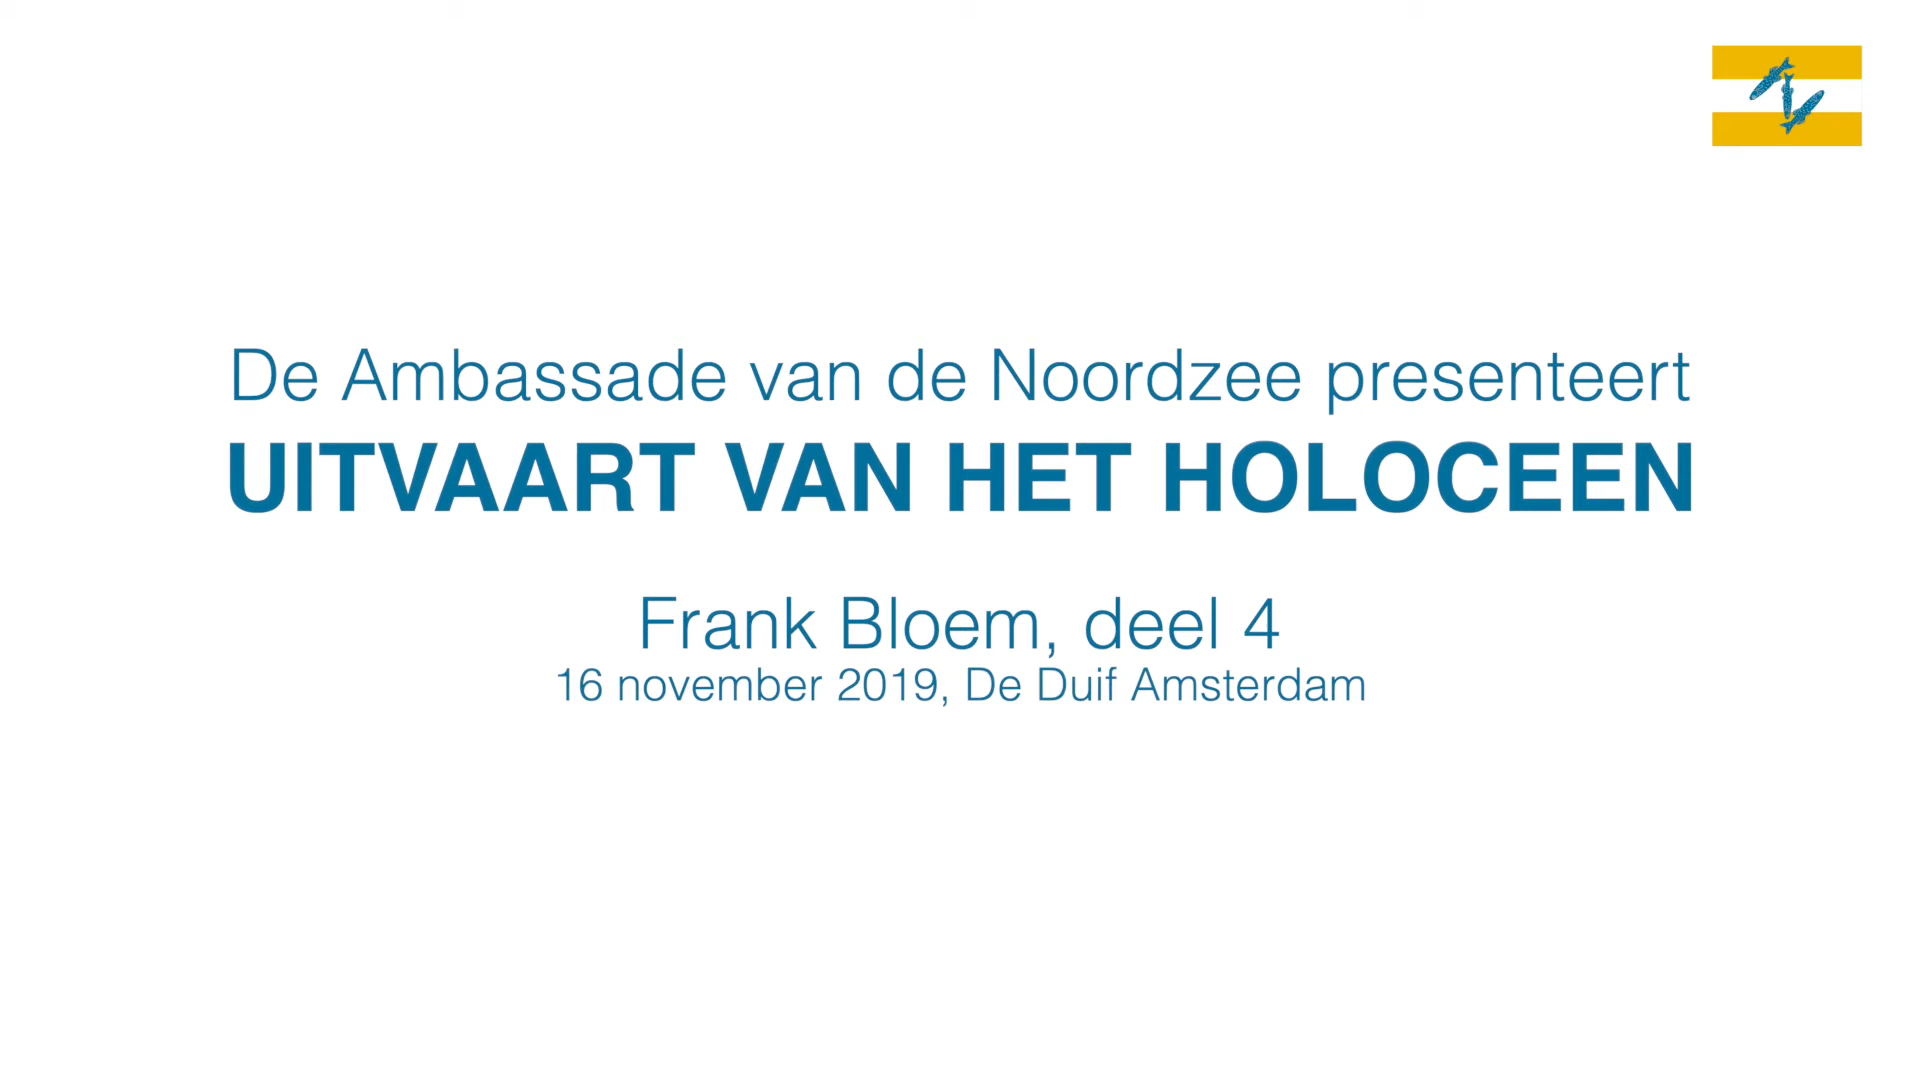 De Ambassade van de Noordzee presenteert
UITVAART VAN HET HOLOCEEN
Frank Bloem, deel 4
16 november 2019, De Duif Amsterdam